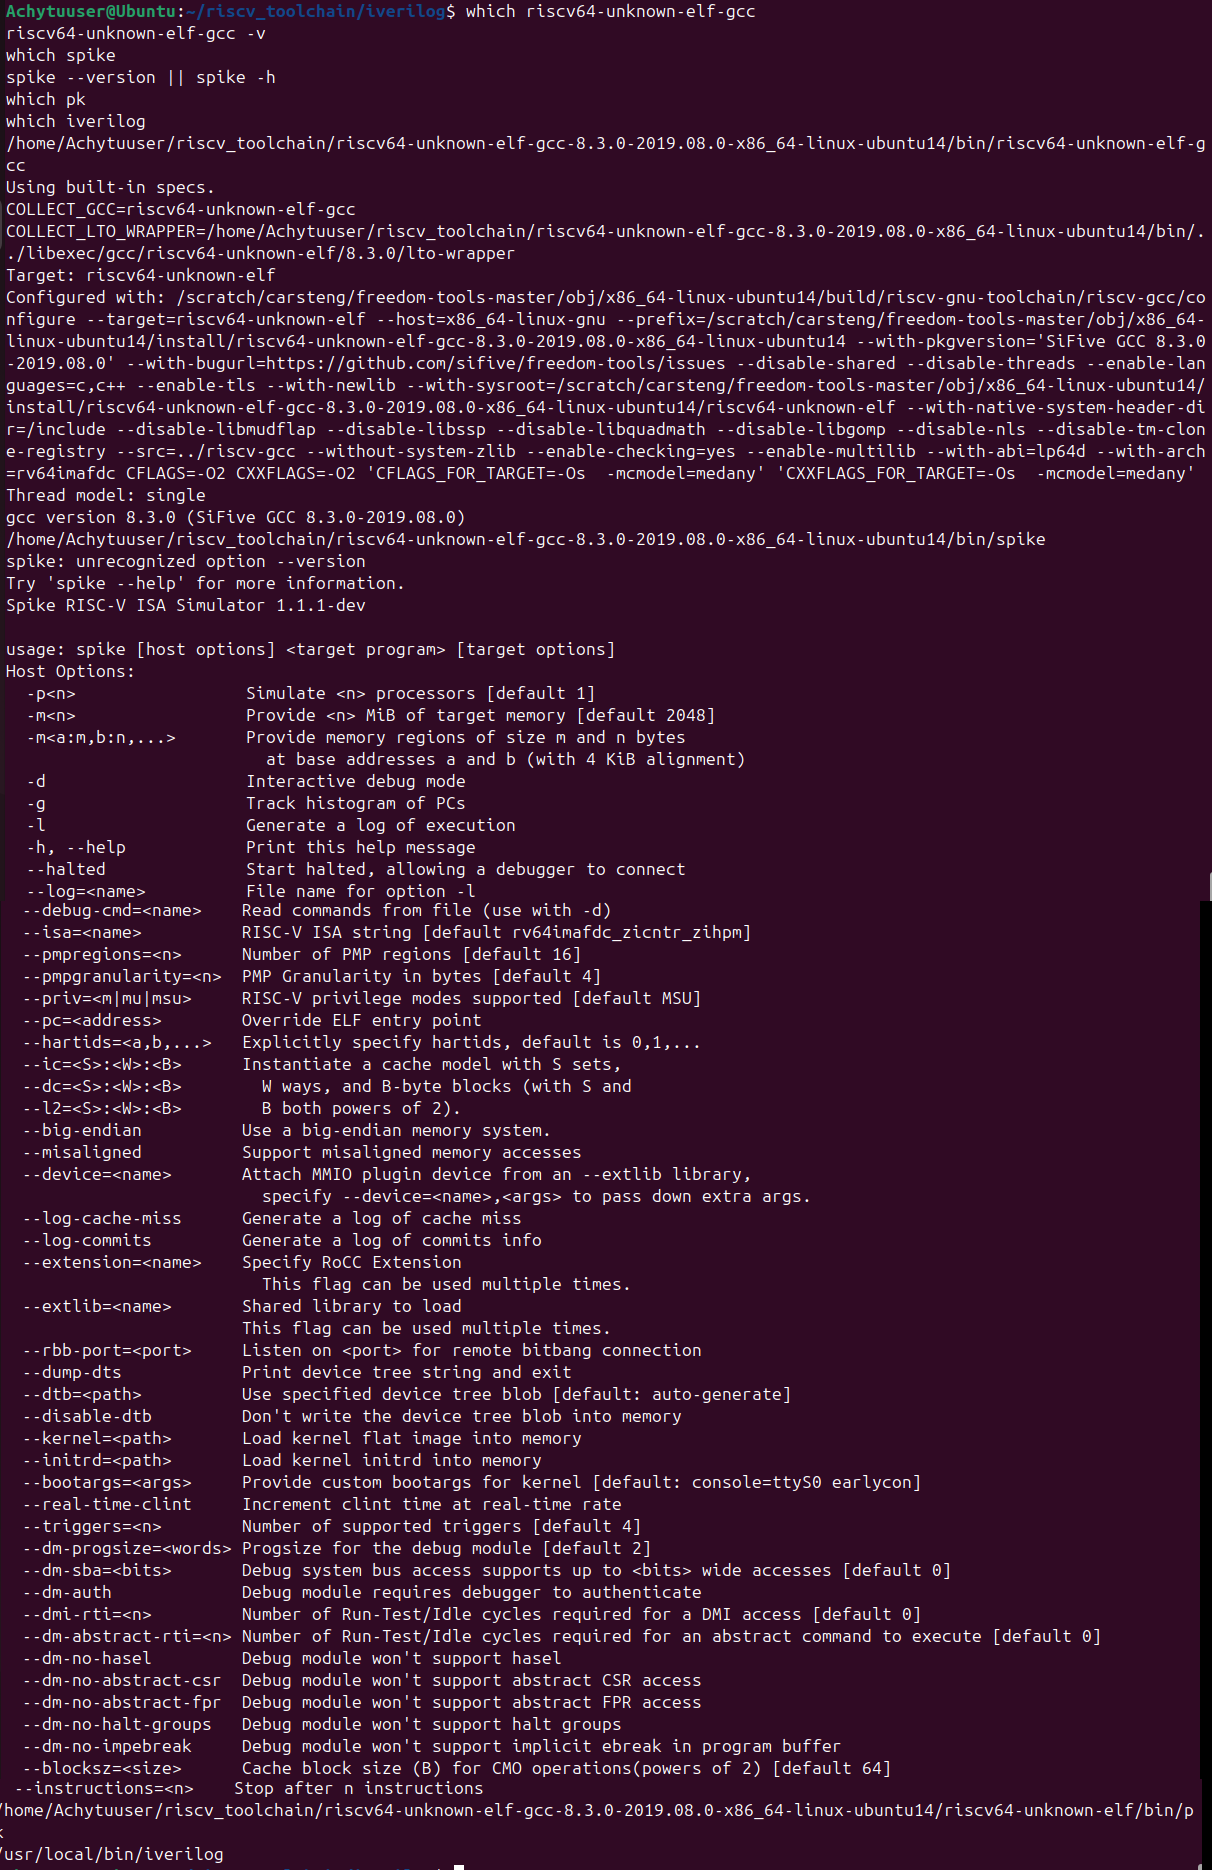 Achytuuser@Ubuntu:~/riscv_toolchain/iverilog$ which riscv64-unknown-elf-gcc
riscv64-unknown-elf-gcc -v
which spike
spike --version || spike -h
which pk
which iverilog
/home/Achytuuser/riscv_toolchain/riscv64-unknown-elf-gcc-8.3.0-2019.08.0-x86_64-linux-ubuntu14/bin/riscv64-unknown-elf-g
cc
Using built-in specs.
COLLECT_GCC=riscv64-unknown-elf-gcc
COLLECT_LTO_WRAPPER=/home/Achytuuser/riscv_toolchain/riscv64-unknown-elf-gcc-8.3.0-2019.08.0-x86_64-linux-ubuntu14/bin/.
./libexec/gcc/riscv64-unknown-elf/8.3.0/lto-wrapper
Target: riscv64-unknown-elf
Configured with: /scratch/carsteng/freedom-tools-master/obj/x86_64-linux-ubuntu14/build/riscv-gnu-toolchain/riscv-gcc/co
nfigure --target=riscv64-unknown-elf --host=x86_64-linux-gnu --prefix=/scratch/carsteng/freedom-tools-master/obj/x86_64-
linux-ubuntu14/install/riscv64-unknown-elf-gcc-8.3.0-2019.08.0-x86_64-linux-ubuntu14 --with-pkgversion='SiFive GCC 8.3.0
-2019.08.0' --with-bugurl=https://github.com/sifive/freedom-tools/issues --disable-shared --disable-threads --enable-lan
guages=c,c++ --enable-tls --with-newlib --with-sysroot=/scratch/carsteng/freedom-tools-master/obj/x86_64-linux-ubuntu14/
install/riscv64-unknown-elf-gcc-8.3.0-2019.08.0-x86_64-linux-ubuntu14/riscv64-unknown-elf --with-native-system-header-di
r=/include --disable-libmudflap --disable-libssp --disable-libquadmath --disable-libgomp --disable-nls --disable-tm-clon
e-registry --src=../riscv-gcc --without-system-zlib --enable-checking=yes --enable-multilib --with-abi=lp64d --with-arch
=rv64imafdc CFLAGS=-O2 CXXFLAGS=-O2 'CFLAGS_FOR_TARGET=-Os  -mcmodel=medany' 'CXXFLAGS_FOR_TARGET=-Os  -mcmodel=medany'
Thread model: single
gcc version 8.3.0 (SiFive GCC 8.3.0-2019.08.0)
/home/Achytuuser/riscv_toolchain/riscv64-unknown-elf-gcc-8.3.0-2019.08.0-x86_64-linux-ubuntu14/bin/spike
spike: unrecognized option --version
Try 'spike --help' for more information.
Spike RISC-V ISA Simulator 1.1.1-dev

usage: spike [host options] <target program> [target options]
Host Options:
  -p<n>                 Simulate <n> processors [default 1]
  -m<n>                 Provide <n> MiB of target memory [default 2048]
  -m<a:m,b:n,...>       Provide memory regions of size m and n bytes
                          at base addresses a and b (with 4 KiB alignment)
  -d                    Interactive debug mode
  -g                    Track histogram of PCs
  -l                    Generate a log of execution
  -h, --help            Print this help message
  --halted              Start halted, allowing a debugger to connect
  --log=<name>          File name for option -l
  --debug-cmd=<name>    Read commands from file (use with -d)
  --isa=<name>          RISC-V ISA string [default rv64imafdc_zicntr_zihpm]
  --pmpregions=<n>      Number of PMP regions [default 16]
  --pmpgranularity=<n>  PMP Granularity in bytes [default 4]
  --priv=<m|mu|msu>     RISC-V privilege modes supported [default MSU]
  --pc=<address>        Override ELF entry point
  --hartids=<a,b,...>   Explicitly specify hartids, default is 0,1,...
  --ic=<S>:<W>:<B>      Instantiate a cache model with S sets,
  --dc=<S>:<W>:<B>        W ways, and B-byte blocks (with S and
  --l2=<S>:<W>:<B>        B both powers of 2).
  --big-endian          Use a big-endian memory system.
  --misaligned          Support misaligned memory accesses
  --device=<name>       Attach MMIO plugin device from an --extlib library,
                          specify --device=<name>,<args> to pass down extra args.
  --log-cache-miss      Generate a log of cache miss
  --log-commits         Generate a log of commits info
  --extension=<name>    Specify RoCC Extension
                          This flag can be used multiple times.
  --extlib=<name>       Shared library to load
                        This flag can be used multiple times.
  --rbb-port=<port>     Listen on <port> for remote bitbang connection
  --dump-dts            Print device tree string and exit
  --dtb=<path>          Use specified device tree blob [default: auto-generate]
  --disable-dtb         Don't write the device tree blob into memory
  --kernel=<path>       Load kernel flat image into memory
  --initrd=<path>       Load kernel initrd into memory
  --bootargs=<args>     Provide custom bootargs for kernel [default: console=ttyS0 earlycon]
  --real-time-clint     Increment clint time at real-time rate
  --triggers=<n>        Number of supported triggers [default 4]
  --dm-progsize=<words> Progsize for the debug module [default 2]
  --dm-sba=<bits>       Debug system bus access supports up to <bits> wide accesses [default 0]
  --dm-auth             Debug module requires debugger to authenticate
  --dmi-rti=<n>         Number of Run-Test/Idle cycles required for a DMI access [default 0]
  --dm-abstract-rti=<n> Number of Run-Test/Idle cycles required for an abstract command to execute [default 0]
  --dm-no-hasel         Debug module won't support hasel
  --dm-no-abstract-csr  Debug module won't support abstract CSR access
  --dm-no-abstract-fpr  Debug module won't support abstract FPR access
  --dm-no-halt-groups   Debug module won't support halt groups
  --dm-no-impebreak     Debug module won't support implicit ebreak in program buffer
  --blocksz=<size>      Cache block size (B) for CMO operations(powers of 2) [default 64]
  --instructions=<n>    Stop after n instructions
/home/Achytuuser/riscv_toolchain/riscv64-unknown-elf-gcc-8.3.0-2019.08.0-x86_64-linux-ubuntu14/riscv64-unknown-elf/bin/p
k
/usr/local/bin/iverilog